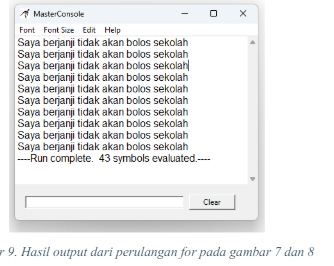 MasterConsole
Font Font Size Edit Help
Saya berjanji tidak akan bolos sekolah
Saya berjanji tidak akan bolos sekolah
Saya berjanji tidak akan bolos sekolah
Saya berjanji tidak akan bolos sekolah
Saya berjanji tidak akan bolos sekolah
Saya berjanji tidak akan bolos sekolah
Saya berjanji tidak akan bolos sekolah
Saya berjanji tidak akan bolos sekolah
Saya berjanji tidak akan bolos sekolah
Saya berjanji tidak akan bolos sekolah
----Run complete. 43 symbols evaluated.----
Clear
r 9. Hasil output dari perulangan for pada gambar 7 dan 8